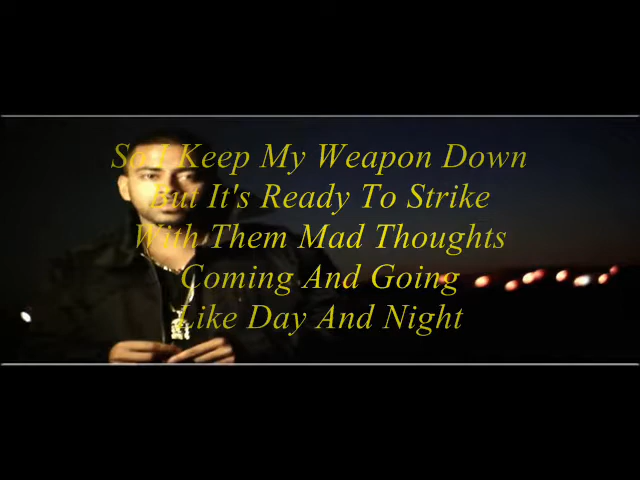 So I Keep My Weapon Down
But It's Ready To Strike
With Them Mad Thoughts
Coming And Going
Like Day And Night